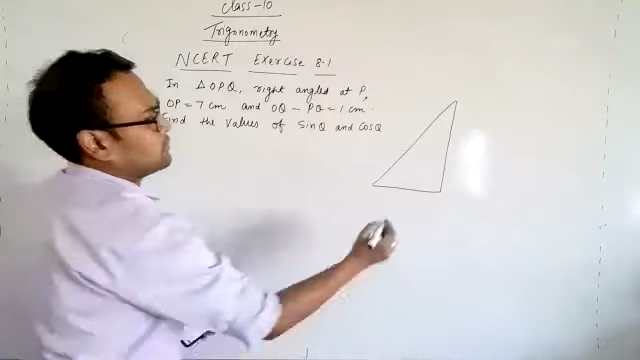 Class-10
Trigonometry
NCERT Exercise 8.1
In △OPQ, right angled at P,
OP = 7 cm and OQ - PQ = 1 cm.
Find the values of SinQ and CosQ